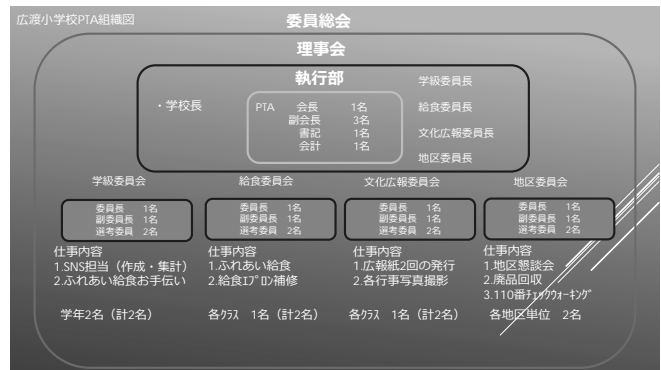 広渡小学校PTA組織図
委員総会
理事会
執行部
・学校長
PTA 会長 1名
副会長 3名
書記 1名
会計 1名
学級委員長
給食委員長
文化広報委員長
地区委員長
学級委員会
委員長 1名
副委員長 1名
選考委員 2名
仕事内容
1.SNS担当（作成・集計）
2.ふれあい給食お手伝い
学年2名（計2名）
給食委員会
委員長 1名
副委員長 1名
選考委員 2名
仕事内容
1.ふれあい給食
2.給食ｴﾌﾟﾛﾝ補修
各ｸﾗｽ 1名（計2名）
文化広報委員会
委員長 1名
副委員長 1名
選考委員 2名
仕事内容
1.広報紙2回の発行
2.各行事写真撮影
各ｸﾗｽ 1名（計2名）
地区委員会
委員長 1名
副委員長 1名
選考委員 2名
仕事内容
1.地区懇談会
2.廃品回収
3.110番ﾁｪｯｸｳｫｰｷﾝｸﾞ
各地区単位 2名